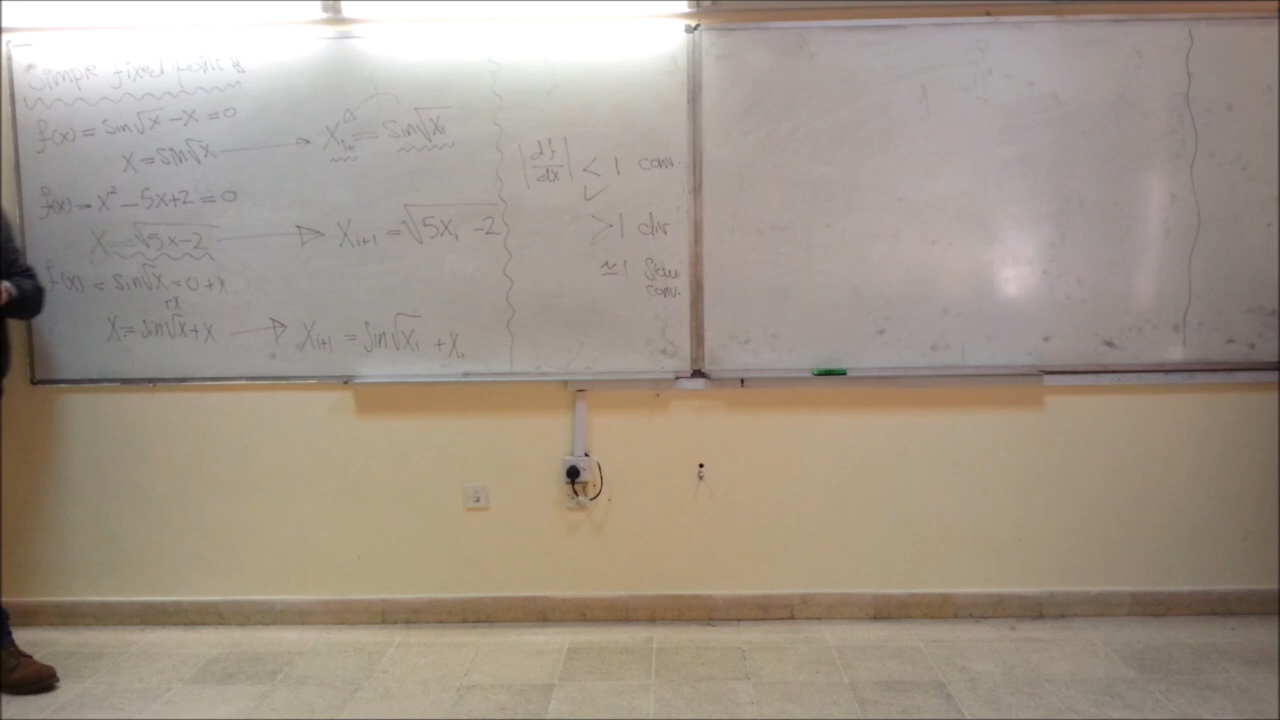 Simple fixed point
f(x) = sin√x - x = 0
x = sin√x → x_{i+1} = sin√x_i
f(x) = x² - 5x + 2 = 0
x = √(5x-2) → x_{i+1} = √(5x_i - 2)
f(x) = sin√x = 0 + x
+x
x = sin√x + x → x_{i+1} = sin√x_i + x_i
|df/dx| < 1 conv.
✓
> 1 div
≃ 1 Slow
conv.